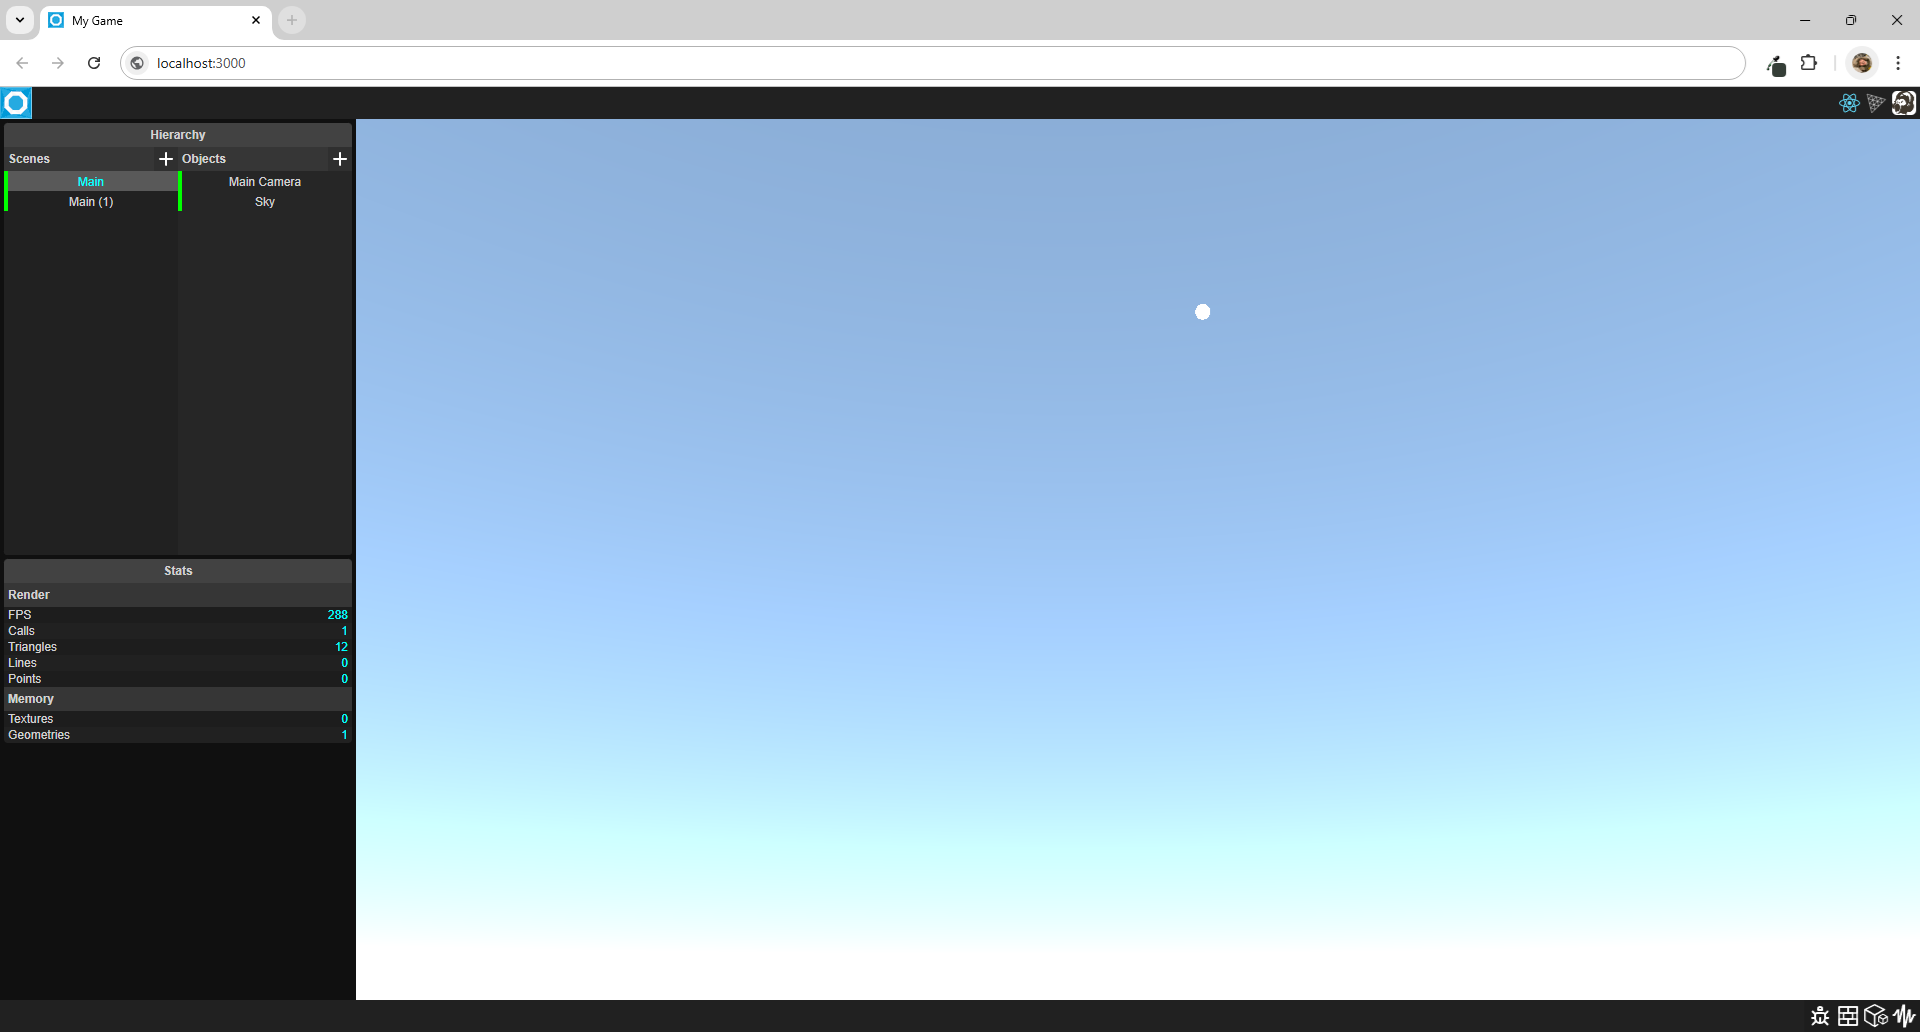 My Game
localhost:3000
Hierarchy
Scenes
Objects
Main
Main Camera
Main (1)
Sky
Stats
Render
FPS 288
Calls 1
Triangles 12
Lines 0
Points 0
Memory
Textures 0
Geometries 1